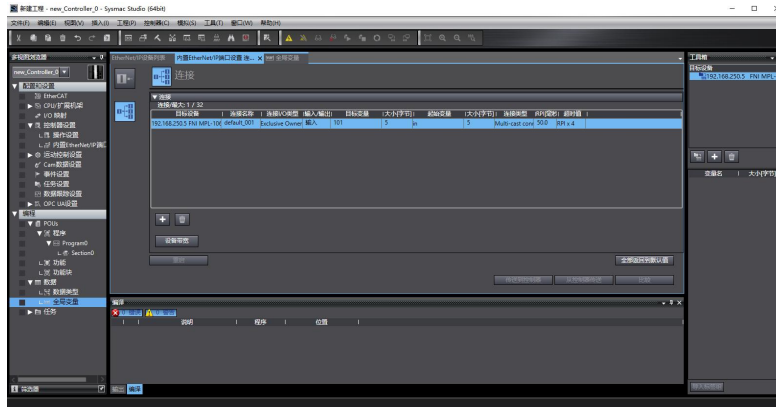 新建工程 - new_Controller_0 - Sysmac Studio (64bit)
文件(F) 编辑(E) 视图(V) 插入(I) 工程(P) 控制器(C) 模拟(S) 工具(T) 窗口(W) 帮助(H)
多视图浏览器
new_Controller_0
配置和设置
EtherCAT
CPU/扩展机架
I/O 映射
控制器设置
操作设置
内置EtherNet/IP端口
运动控制设置
Cam数据设置
事件设置
任务设置
数据跟踪设置
OPC UA设置
编程
POUs
程序
Program0
Section0
功能
功能块
数据
数据类型
全局变量
任务
筛选器
EtherNet/IP设备列表 内置EtherNet/IP端口设置 连... 全局变量
连接
连接
连接/最大: 1 / 32
目标设备 连接名称 连接I/O类型 输入/输出 目标变量 大小[字节] 起始变量 大小[字节] 连接类型 RPI[毫秒] 超时值
192.168.250.5 FNI MPL-106 default_001 Exclusive Owner 输入 101 5 in 5 Multi-cast con 50.0 RPI x 4
设备带宽
全部返回到默认值
编译
0 错误 0 警告
说明 程序 位置
输出 编译
工具箱
目标设备
192.168.250.5 FNI MPL-
变量名 大小[字节]